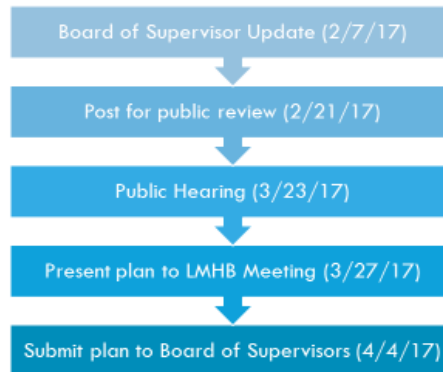 Board of Supervisor Update (2/7/17)
Post for public review (2/21/17)
Public Hearing (3/23/17)
Present plan to LMHB Meeting (3/27/17)
Submit plan to Board of Supervisors (4/4/17)